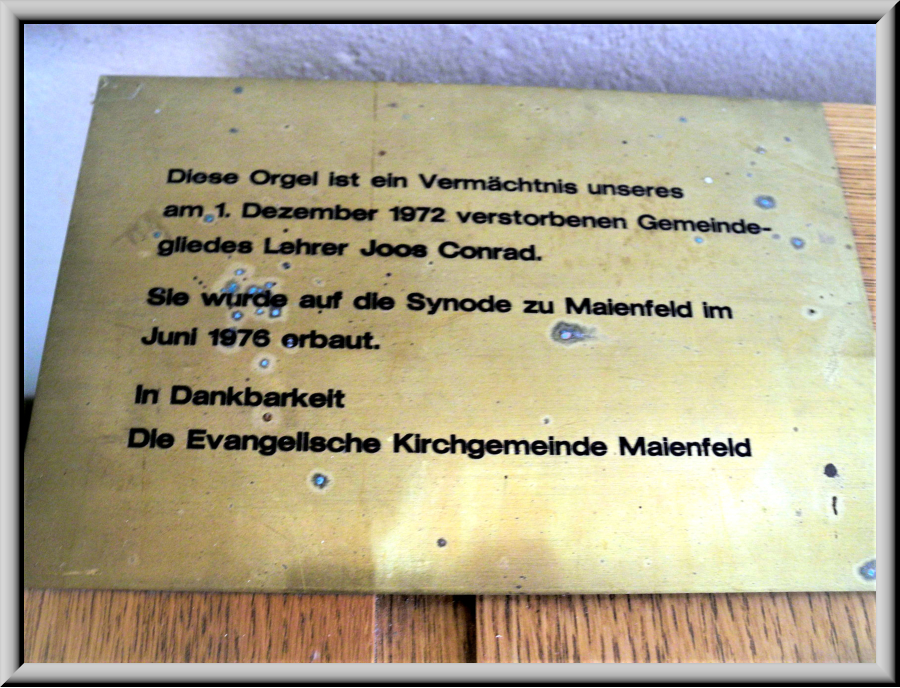 Diese Orgel ist ein Vermächtnis unseres
am 1. Dezember 1972 verstorbenen Gemeinde-
gliedes Lehrer Joos Conrad.
Sie wurde auf die Synode zu Maienfeld im
Juni 1976 erbaut.
In Dankbarkeit
Die Evangelische Kirchgemeinde Maienfeld